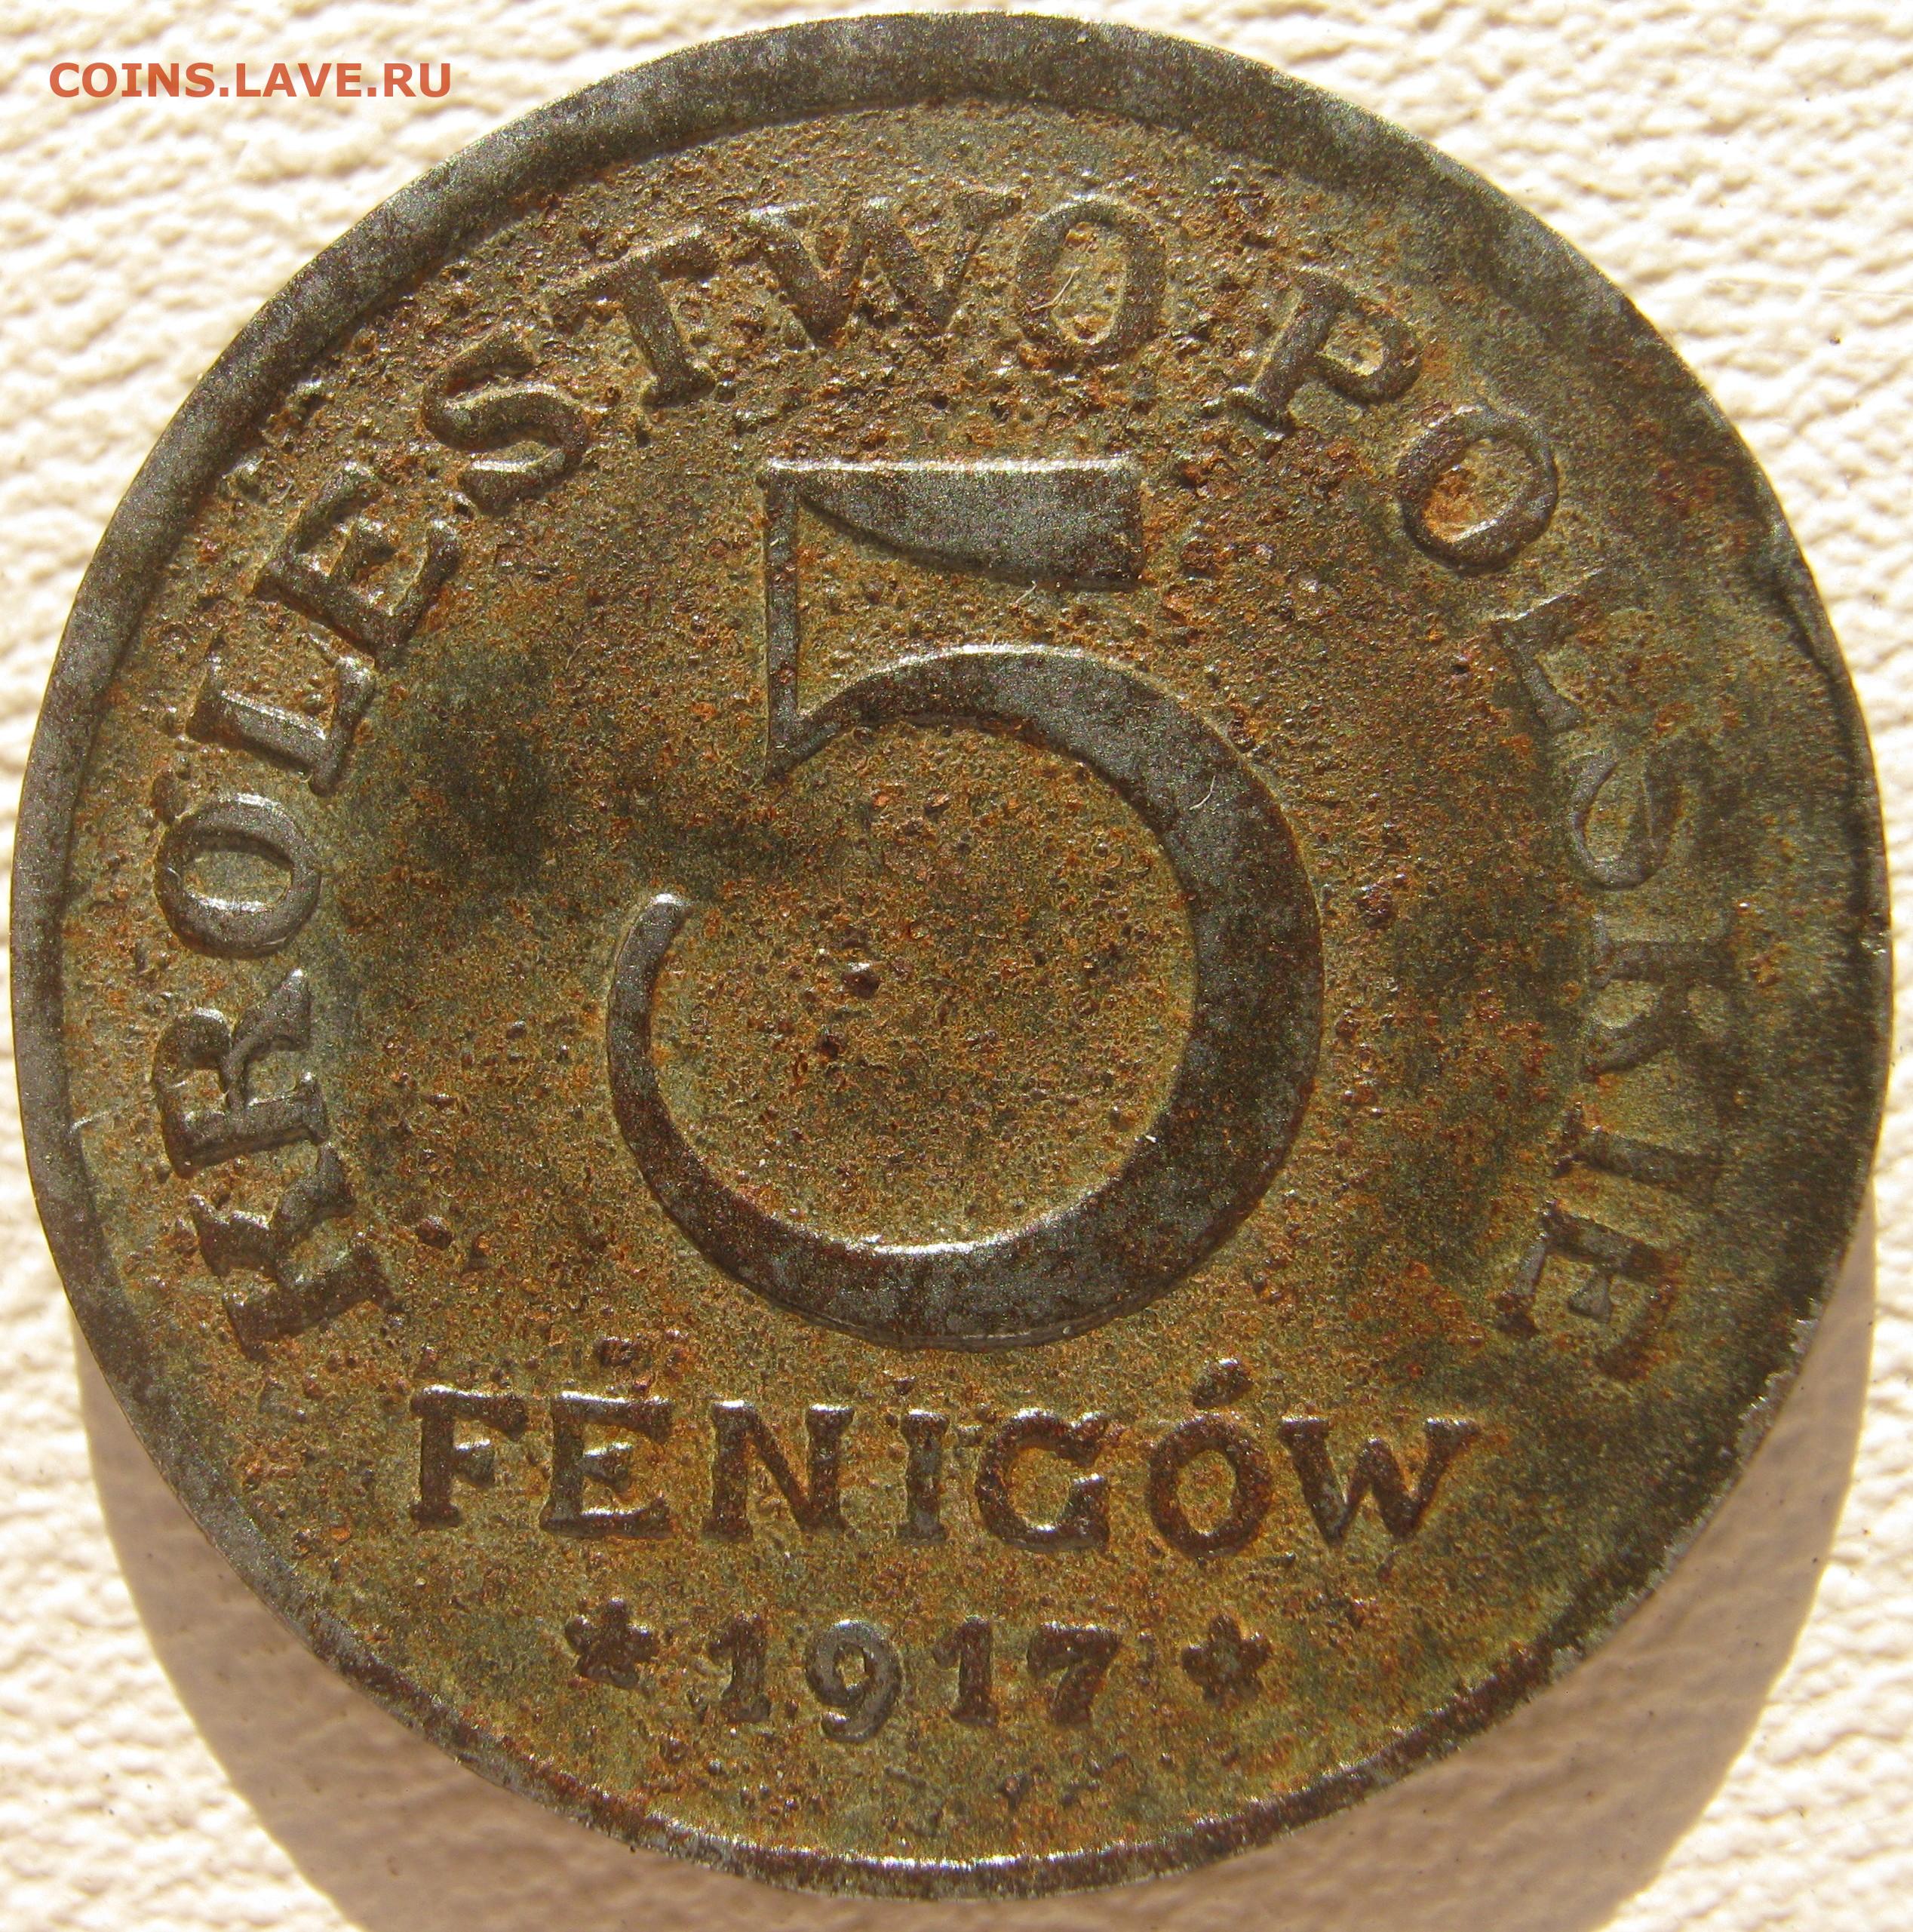 COINS.LAVE.RU
KRÓLESTWO POLSKIE
5
FENIGÓW
*1917*